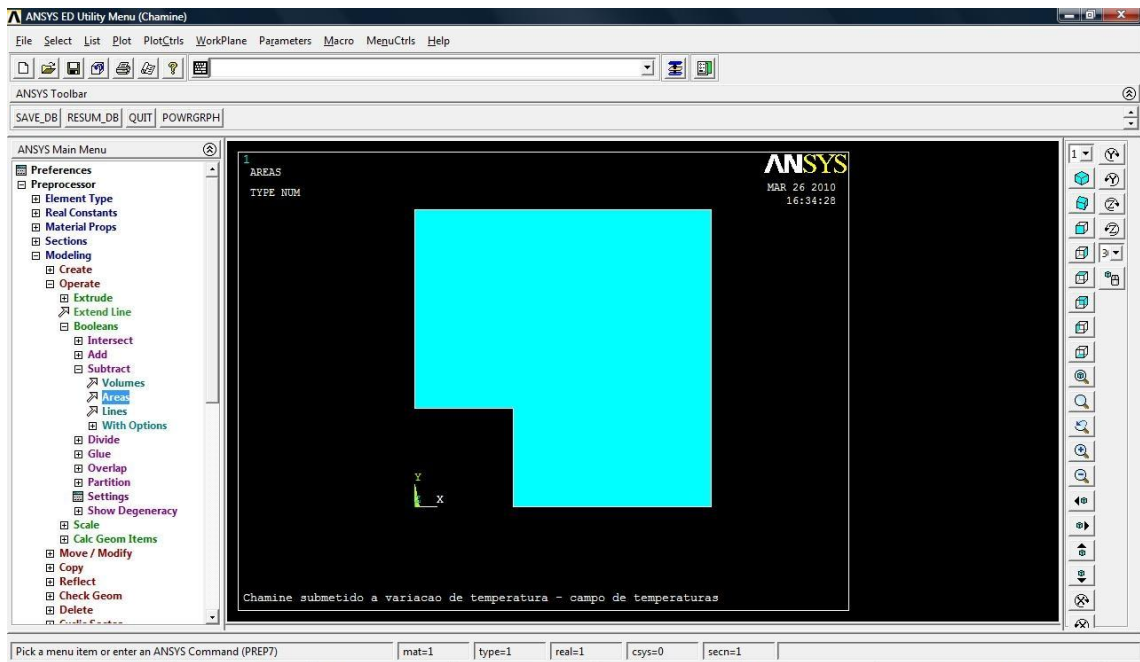 ANSYS ED Utility Menu (Chamine)
File Select List Plot PlotCtrls WorkPlane Parameters Macro MenuCtrls Help
ANSYS Toolbar
SAVE_DB RESUM_DB QUIT POWRGRPH
ANSYS Main Menu
Preferences
Preprocessor
Element Type
Real Constants
Material Props
Sections
Modeling
Create
Operate
Extrude
Extend Line
Booleans
Intersect
Add
Subtract
Volumes
Areas
Lines
With Options
Divide
Glue
Overlap
Partition
Settings
Show Degeneracy
Scale
Calc Geom Items
Move / Modify
Copy
Reflect
Check Geom
Delete
1
AREAS
TYPE NUM
ANSYS
MAR 26 2010
16:34:28
Y
X
Chamine submetido a variacao de temperatura - campo de temperaturas
1
Pick a menu item or enter an ANSYS Command (PREP7) mat=1 type=1 real=1 csys=0 secn=1